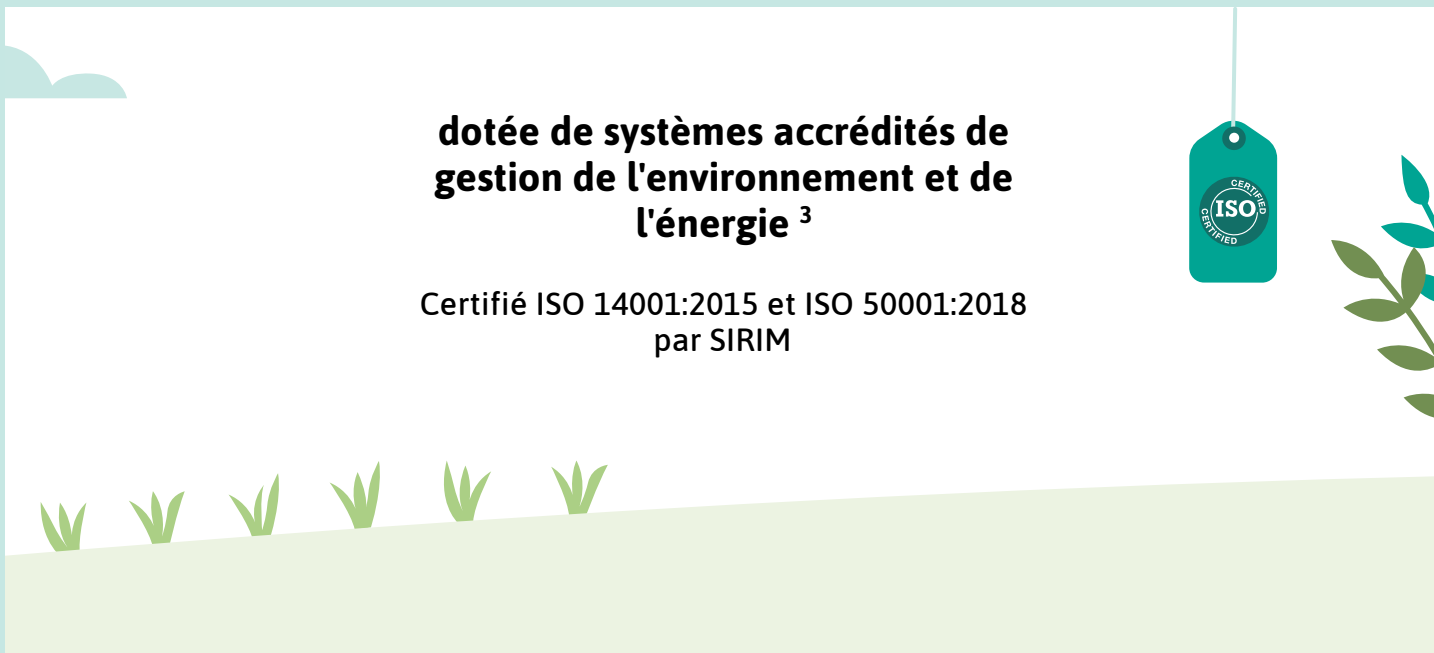 dotée de systèmes accrédités de
gestion de l'environnement et de
l'énergie ³
CERTIFIED
ISO
CERTIFIED
Certifié ISO 14001:2015 et ISO 50001:2018
par SIRIM